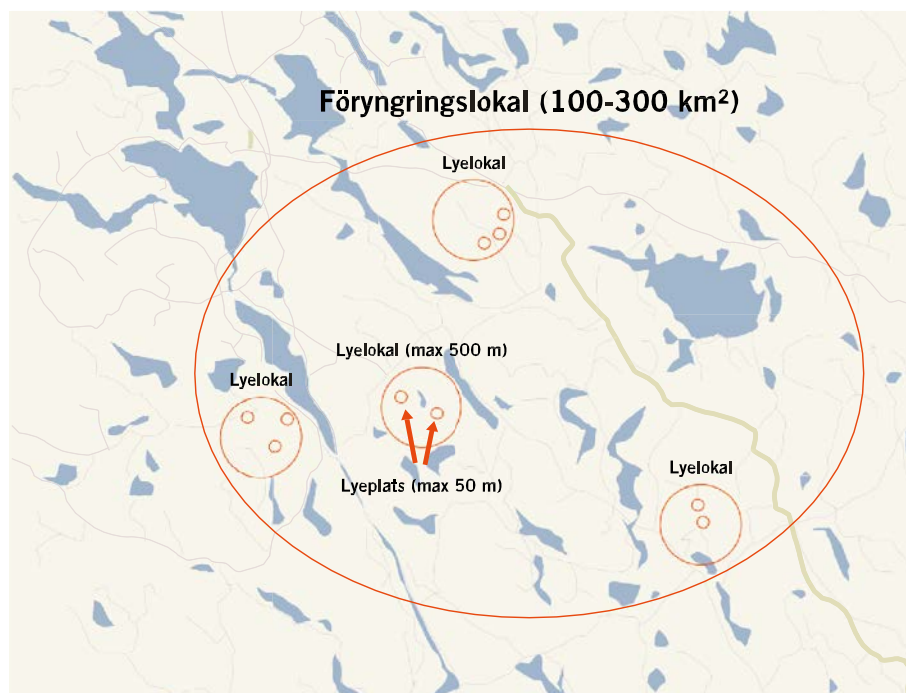 Föryngringslokal (100-300 km²)
Lyelokal
Lyelokal (max 500 m)
Lyelokal
Lyelokal
Lyeplats (max 50 m)